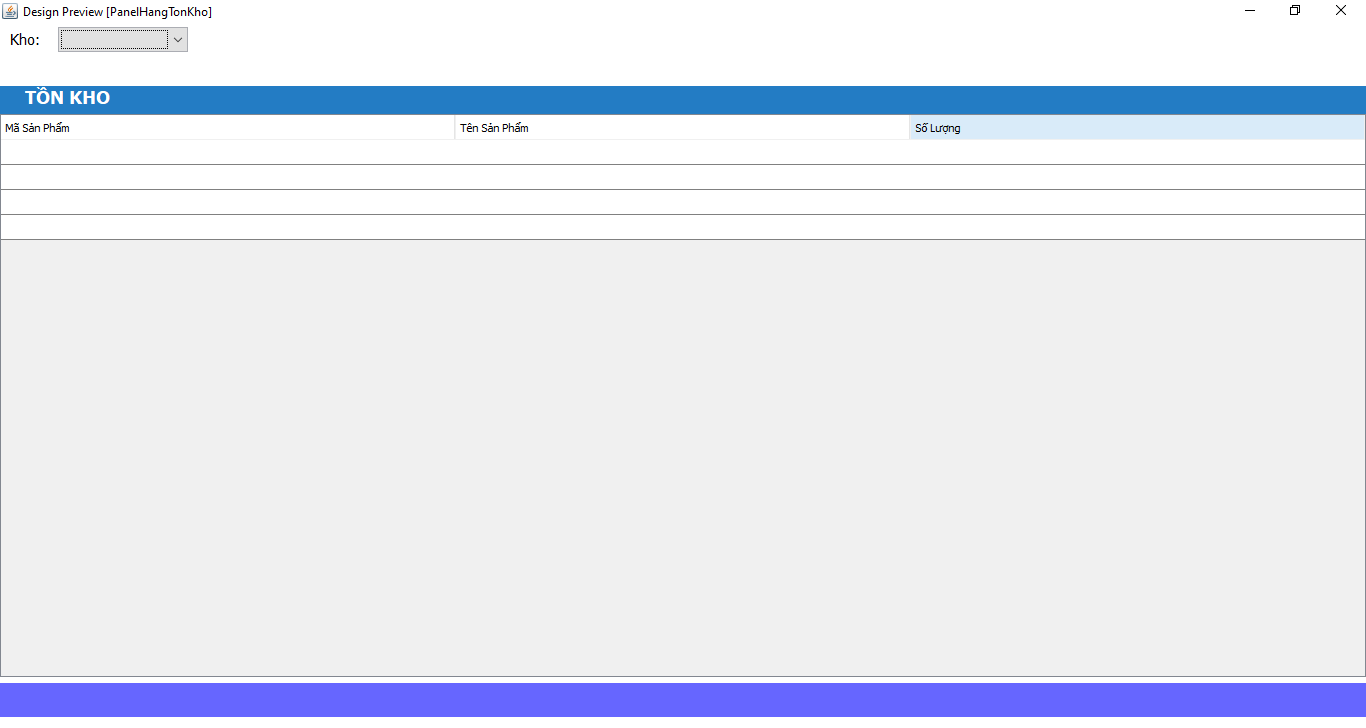 Design Preview [PanelHangTonKho]
Kho:
TỒN KHO
Mã Sản Phẩm Tên Sản Phẩm Số Lượng